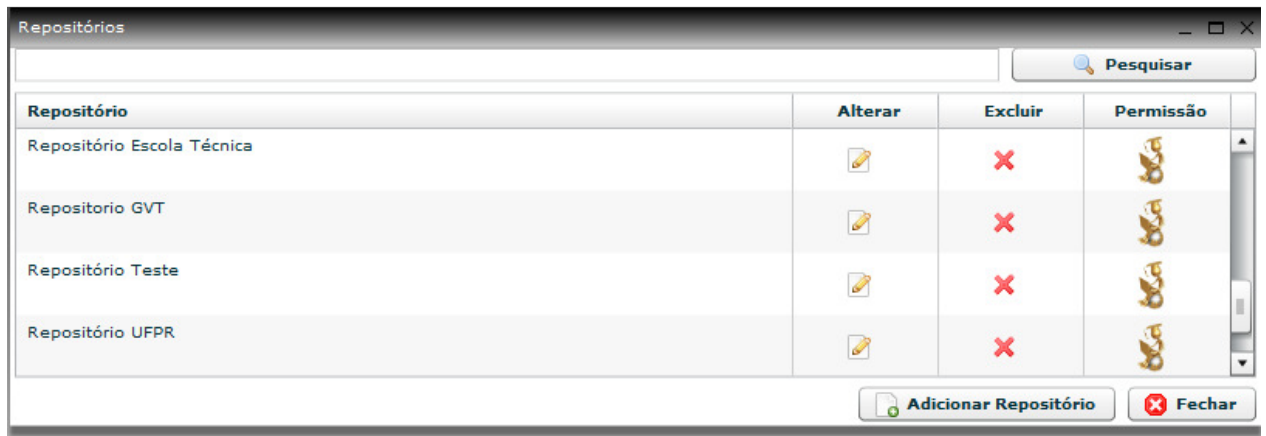 Repositórios
Pesquisar
Repositório Alterar Excluir Permissão
Repositório Escola Técnica
Repositorio GVT
Repositório Teste
Repositório UFPR
Adicionar Repositório Fechar